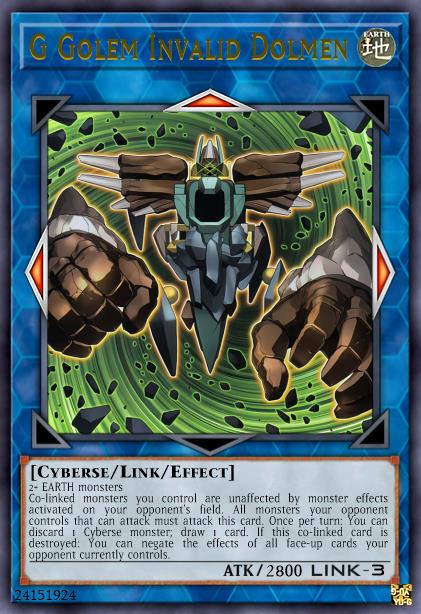 G Golem Invalid Dolmen
EARTH
地
[Cyberse/Link/Effect]
2+ EARTH monsters
Co-linked monsters you control are unaffected by monster effects
activated on your opponent's field. All monsters your opponent
controls that can attack must attack this card. Once per turn: You can
discard 1 Cyberse monster; draw 1 card. If this co-linked card is
destroyed: You can negate the effects of all face-up cards your
opponent currently controls.
ATK/2800 LINK-3
24151924